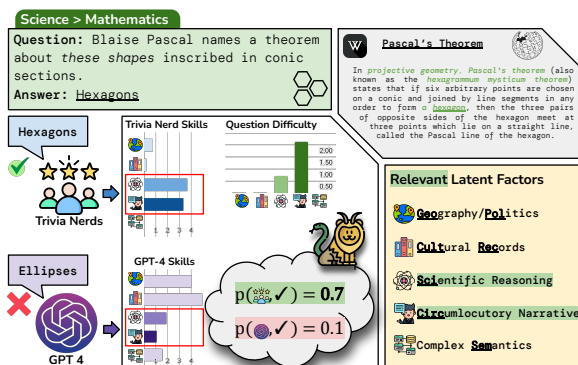 Science > Mathematics
Question: Blaise Pascal names a theorem
about these shapes inscribed in conic
sections.
Answer: Hexagons
W
Pascal's Theorem
In projective geometry, Pascal's theorem (also
known as the hexagrammum mysticum theorem)
states that if six arbitrary points are chosen
on a conic and joined by line segments in any
order to form a hexagon, then the three pairs
of opposite sides of the hexagon meet at
three points which lie on a straight line,
called the Pascal line of the hexagon.
Hexagons
Trivia Nerds
Trivia Nerd Skills
1 2 3 4
Question Difficulty
2.00
1.50
1.00
0.50
Ellipses
GPT 4
GPT-4 Skills
1 2 3 4
p( , ✓) = 0.7
p( , ✓) = 0.1
Relevant Latent Factors
Geography/Politics
Cultural Records
Scientific Reasoning
Circumlocutory Narrative
Complex Semantics